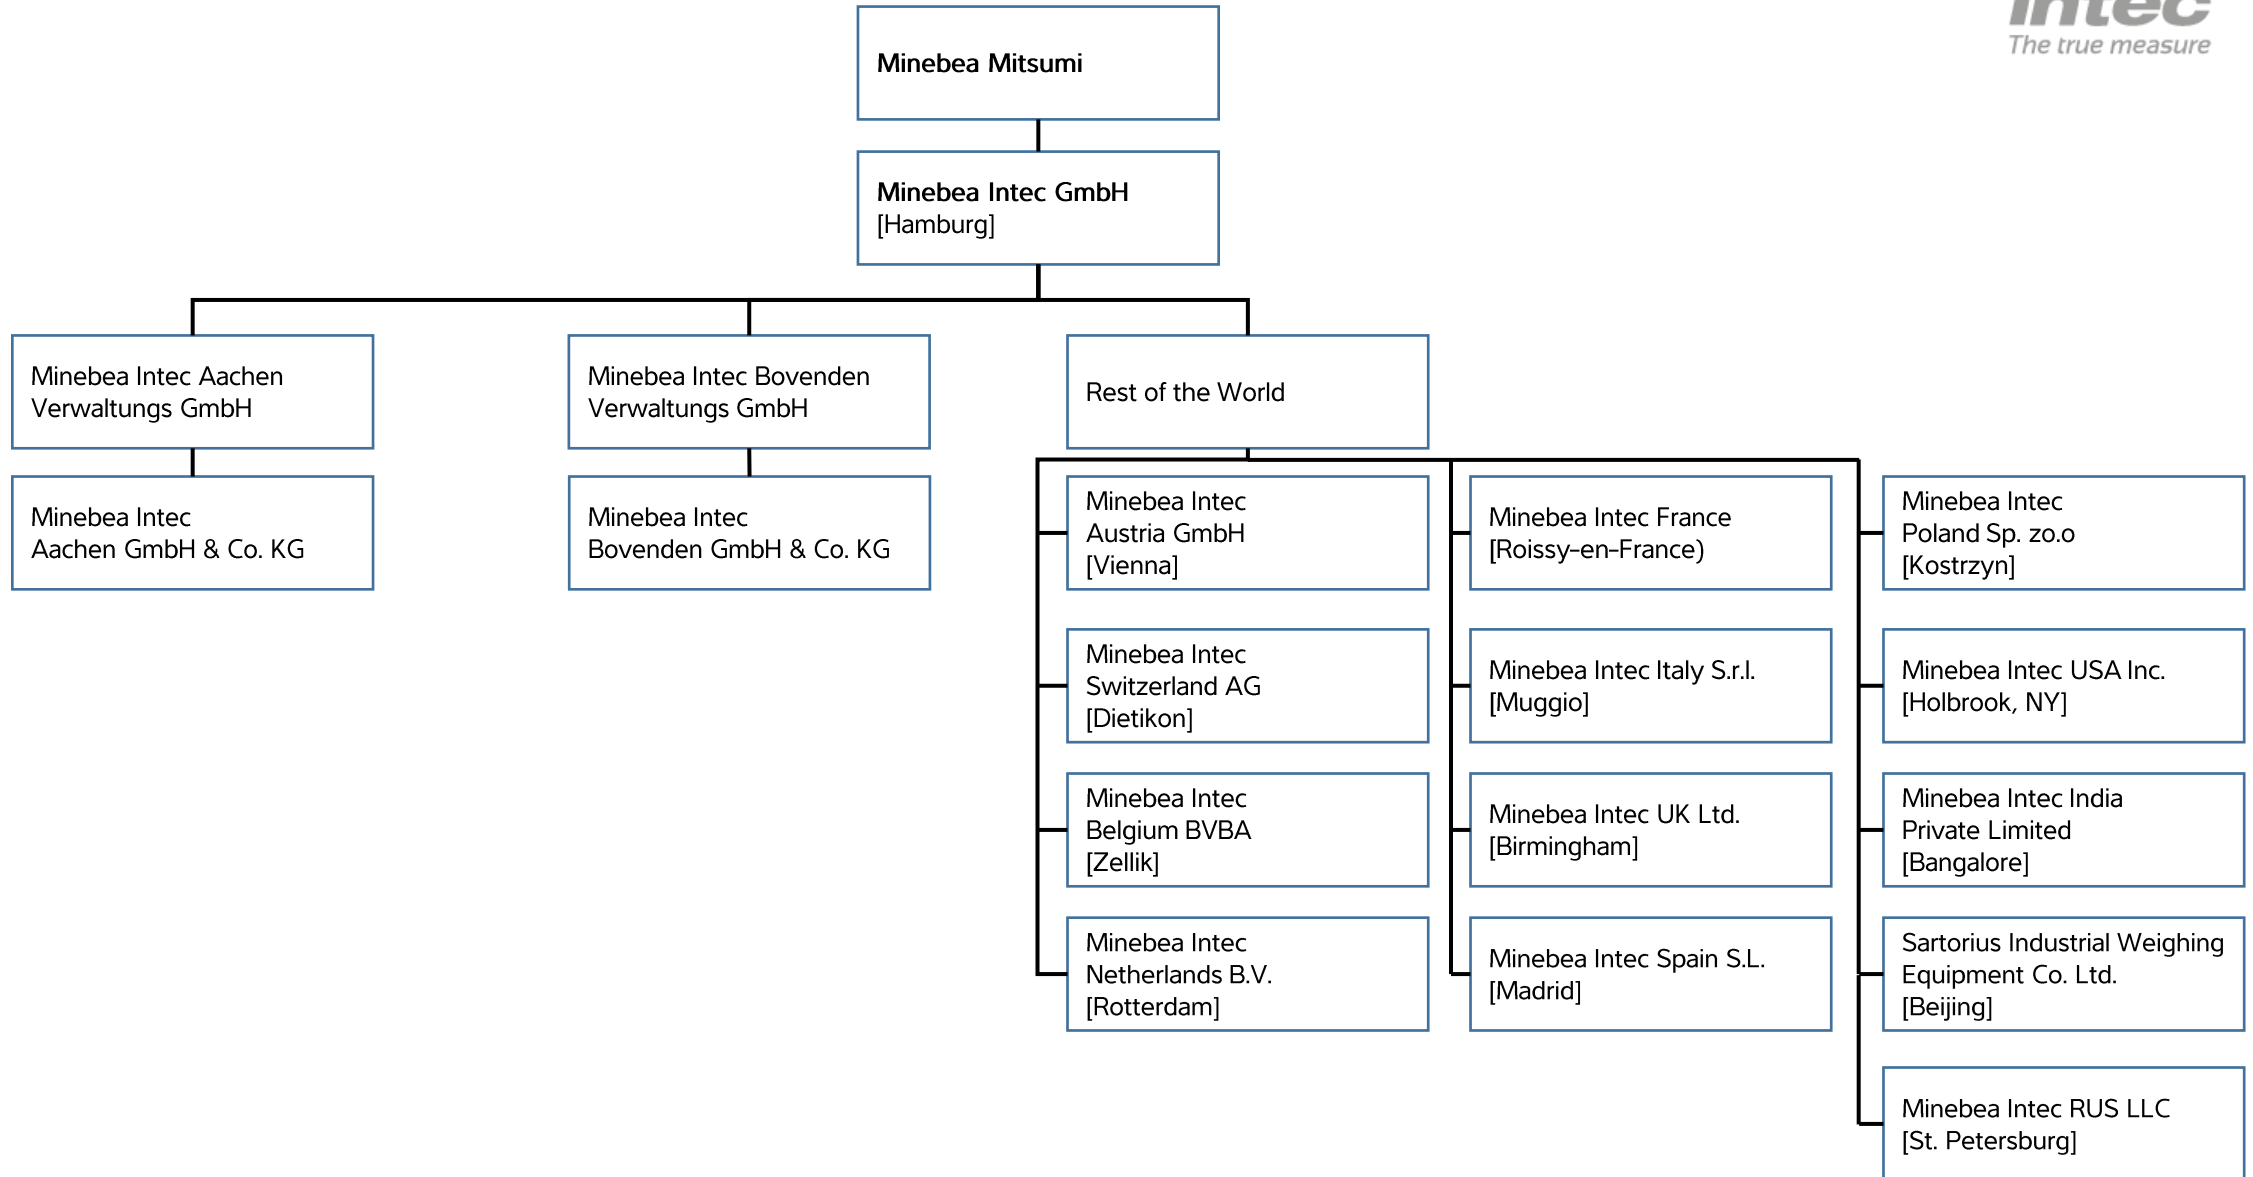 intec
The true measure
Minebea Mitsumi
Minebea Intec GmbH
[Hamburg]
Minebea Intec Aachen
Verwaltungs GmbH
Minebea Intec Bovenden
Verwaltungs GmbH
Rest of the World
Minebea Intec
Aachen GmbH & Co. KG
Minebea Intec
Bovenden GmbH & Co. KG
Minebea Intec
Austria GmbH
[Vienna]
Minebea Intec France
[Roissy-en-France)
Minebea Intec
Poland Sp. zo.o
[Kostrzyn]
Minebea Intec
Switzerland AG
[Dietikon]
Minebea Intec Italy S.r.l.
[Muggio]
Minebea Intec USA Inc.
[Holbrook, NY]
Minebea Intec
Belgium BVBA
[Zellik]
Minebea Intec UK Ltd.
[Birmingham]
Minebea Intec India
Private Limited
[Bangalore]
Minebea Intec
Netherlands B.V.
[Rotterdam]
Minebea Intec Spain S.L.
[Madrid]
Sartorius Industrial Weighing
Equipment Co. Ltd.
[Beijing]
Minebea Intec RUS LLC
[St. Petersburg]